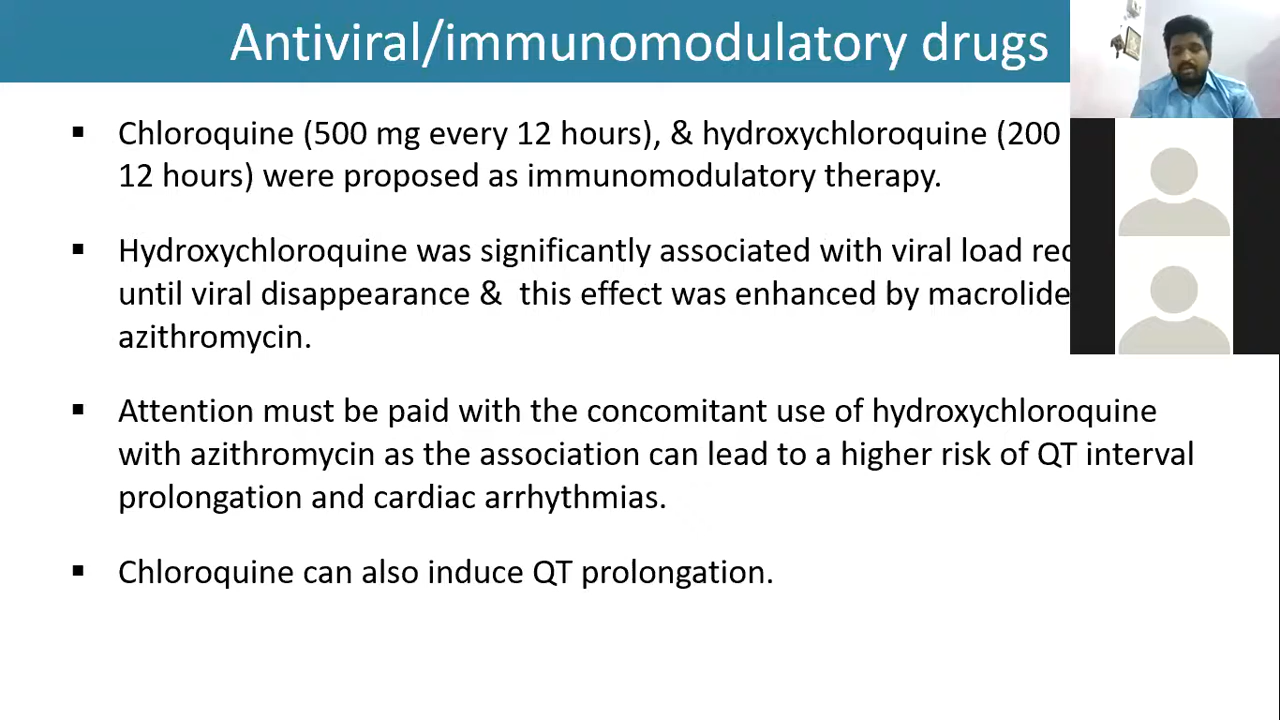 Antiviral/immunomodulatory drugs
▪ Chloroquine (500 mg every 12 hours), & hydroxychloroquine (200
12 hours) were proposed as immunomodulatory therapy.
▪ Hydroxychloroquine was significantly associated with viral load
until viral disappearance & this effect was enhanced by macrolide
azithromycin.
▪ Attention must be paid with the concomitant use of hydroxychloroquine
with azithromycin as the association can lead to a higher risk of QT interval
prolongation and cardiac arrhythmias.
▪ Chloroquine can also induce QT prolongation.